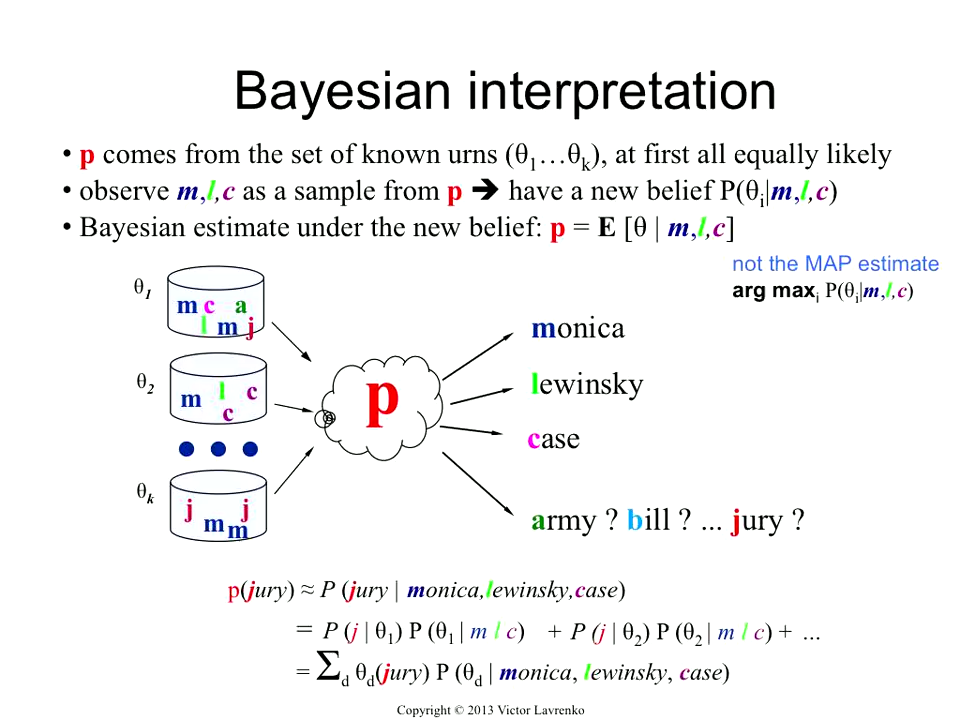 Bayesian interpretation
• p comes from the set of known urns (θ₁…θₖ), at first all equally likely
• observe m,l,c as a sample from p ➔ have a new belief P(θᵢ|m,l,c)
• Bayesian estimate under the new belief: p = E [θ | m,l,c]
not the MAP estimate
arg maxᵢ P(θᵢ|m,l,c)
θ₁
m c a
l m j
θ₂
m l c
c
θₖ
j j
m m
p
monica
lewinsky
case
army ? bill ? ... jury ?
p(jury) ≈ P (jury | monica,lewinsky,case)
= P (j | θ₁) P (θ₁ | m l c) + P (j | θ₂) P (θ₂ | m l c) + ...
= Σd θd(jury) P (θd | monica, lewinsky, case)
Copyright © 2013 Victor Lavrenko